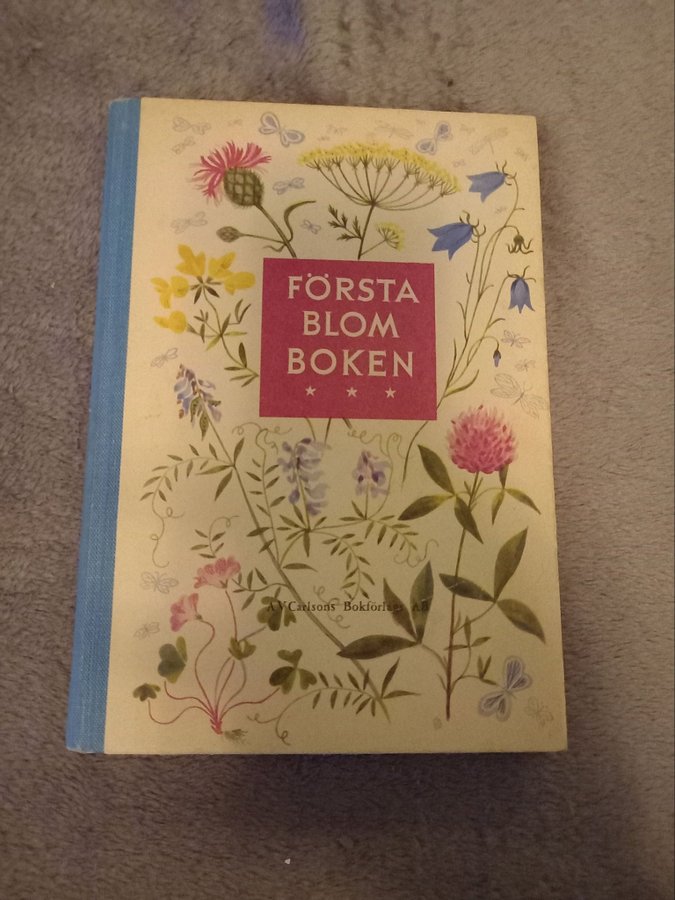 FÖRSTA
BLOM
BOKEN
A V Carlsons Bokförlags AB